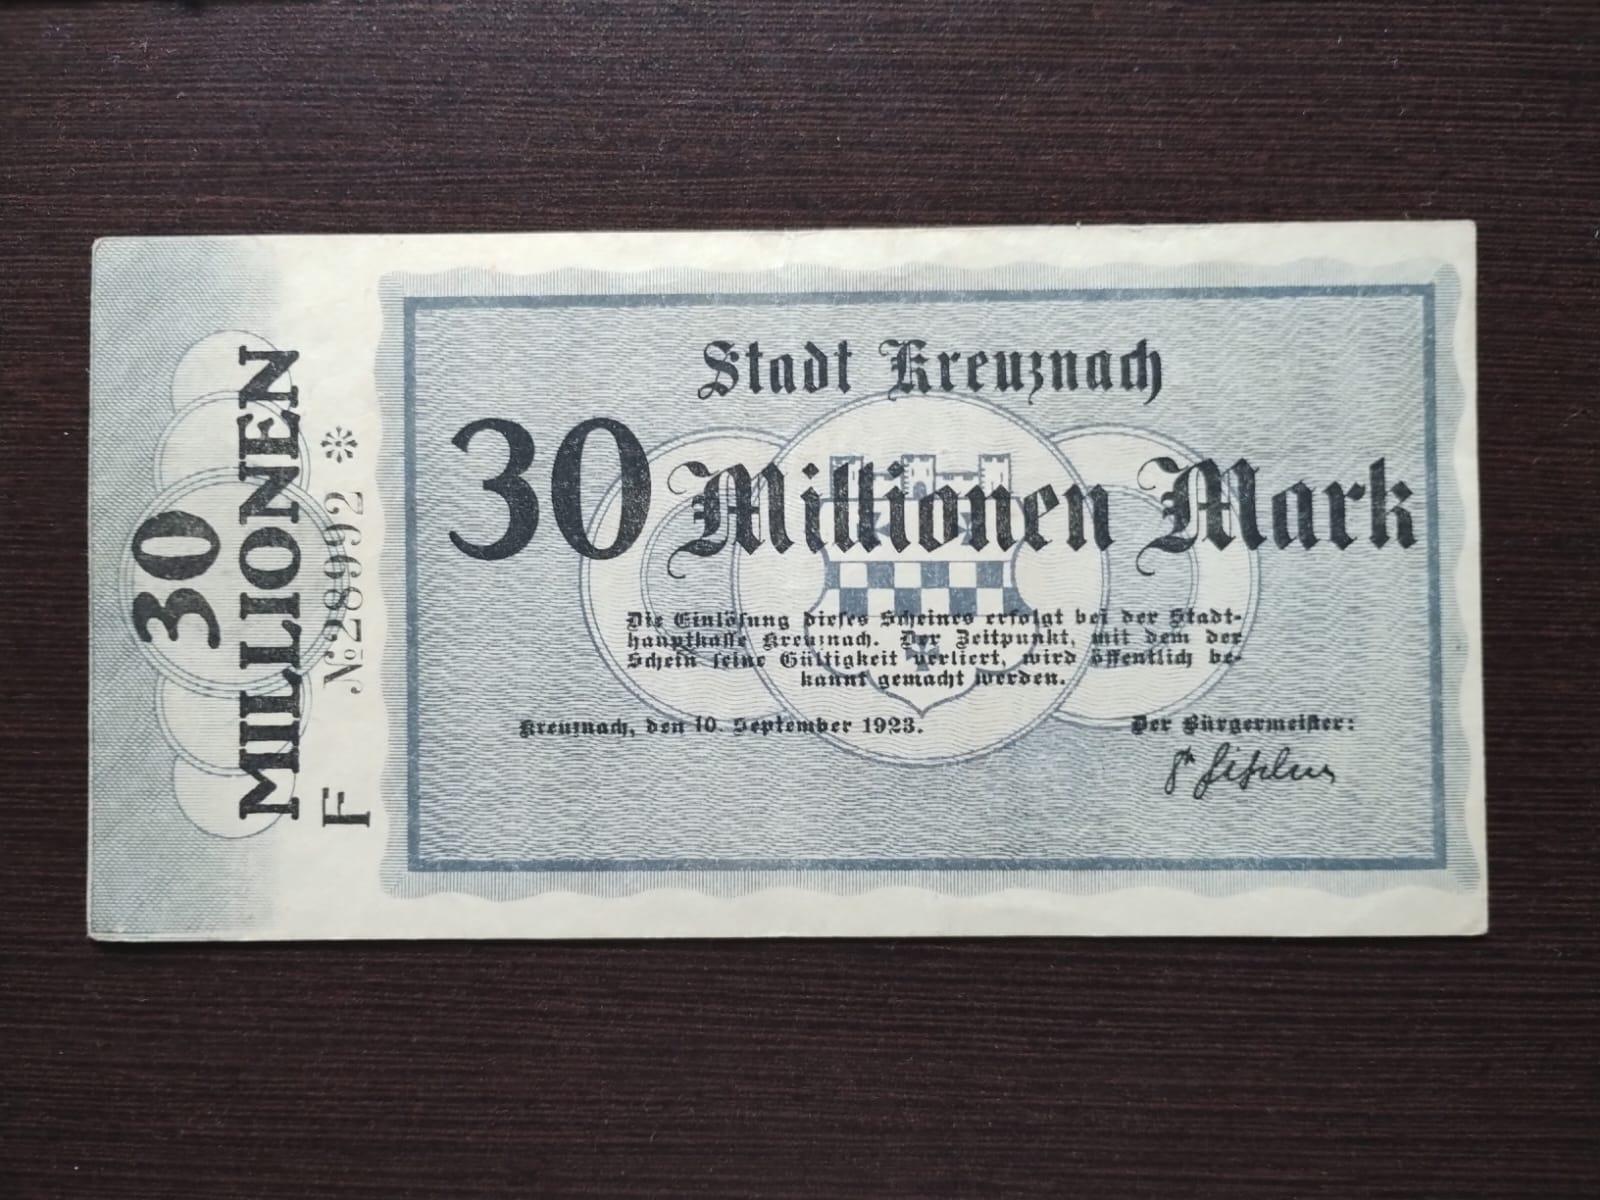 30
MILLIONEN
F № 28992 *
Stadt Kreuznach
30 Millionen Mark
Die Einlösung dieses Scheines erfolgt bei der Stadt-
hauptkasse Kreuznach. Der Zeitpunkt, mit dem der
Schein seine Gültigkeit verliert, wird öffentlich be-
kannt gemacht werden.
Kreuznach, den 10. September 1923.
Der Bürgermeister: